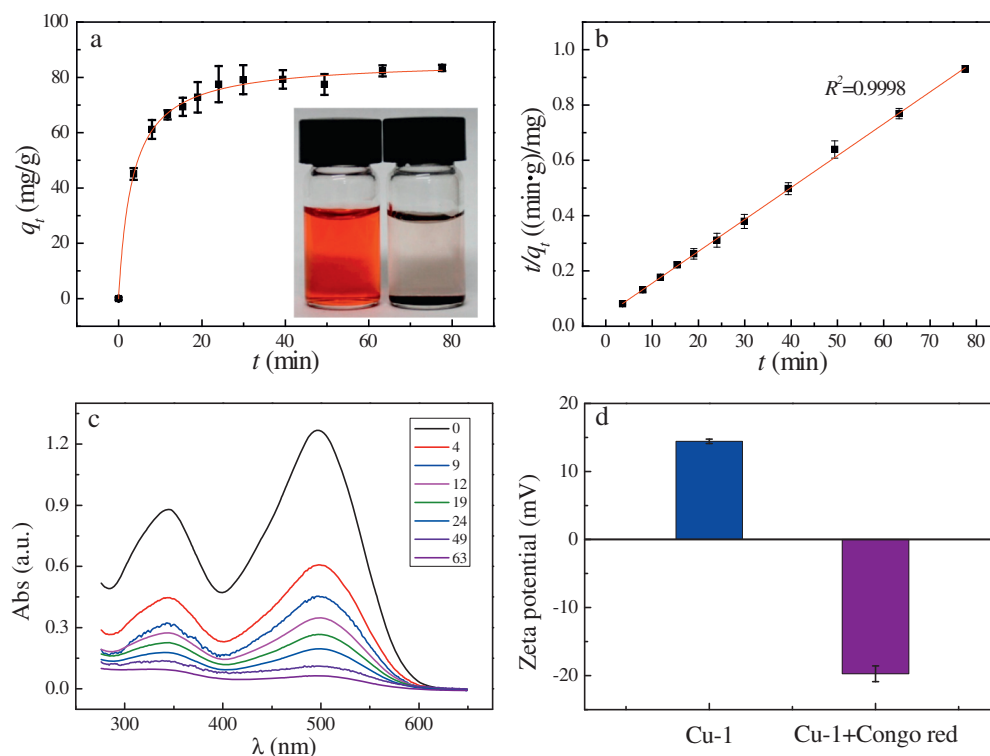 a
100
80
60
40
20
0
qt (mg/g)
0 20 40 60 80
t (min)
b
R²=0.9998
1.0
0.8
0.6
0.4
0.2
0.0
t/qt ((min•g)/mg)
0 10 20 30 40 50 60 70 80
t (min)
c
0
4
9
12
19
24
49
63
1.2
0.9
0.6
0.3
0.0
Abs (a.u.)
300 400 500 600
λ (nm)
d
20
10
0
-10
-20
Zeta potential (mV)
Cu-1 Cu-1+Congo red